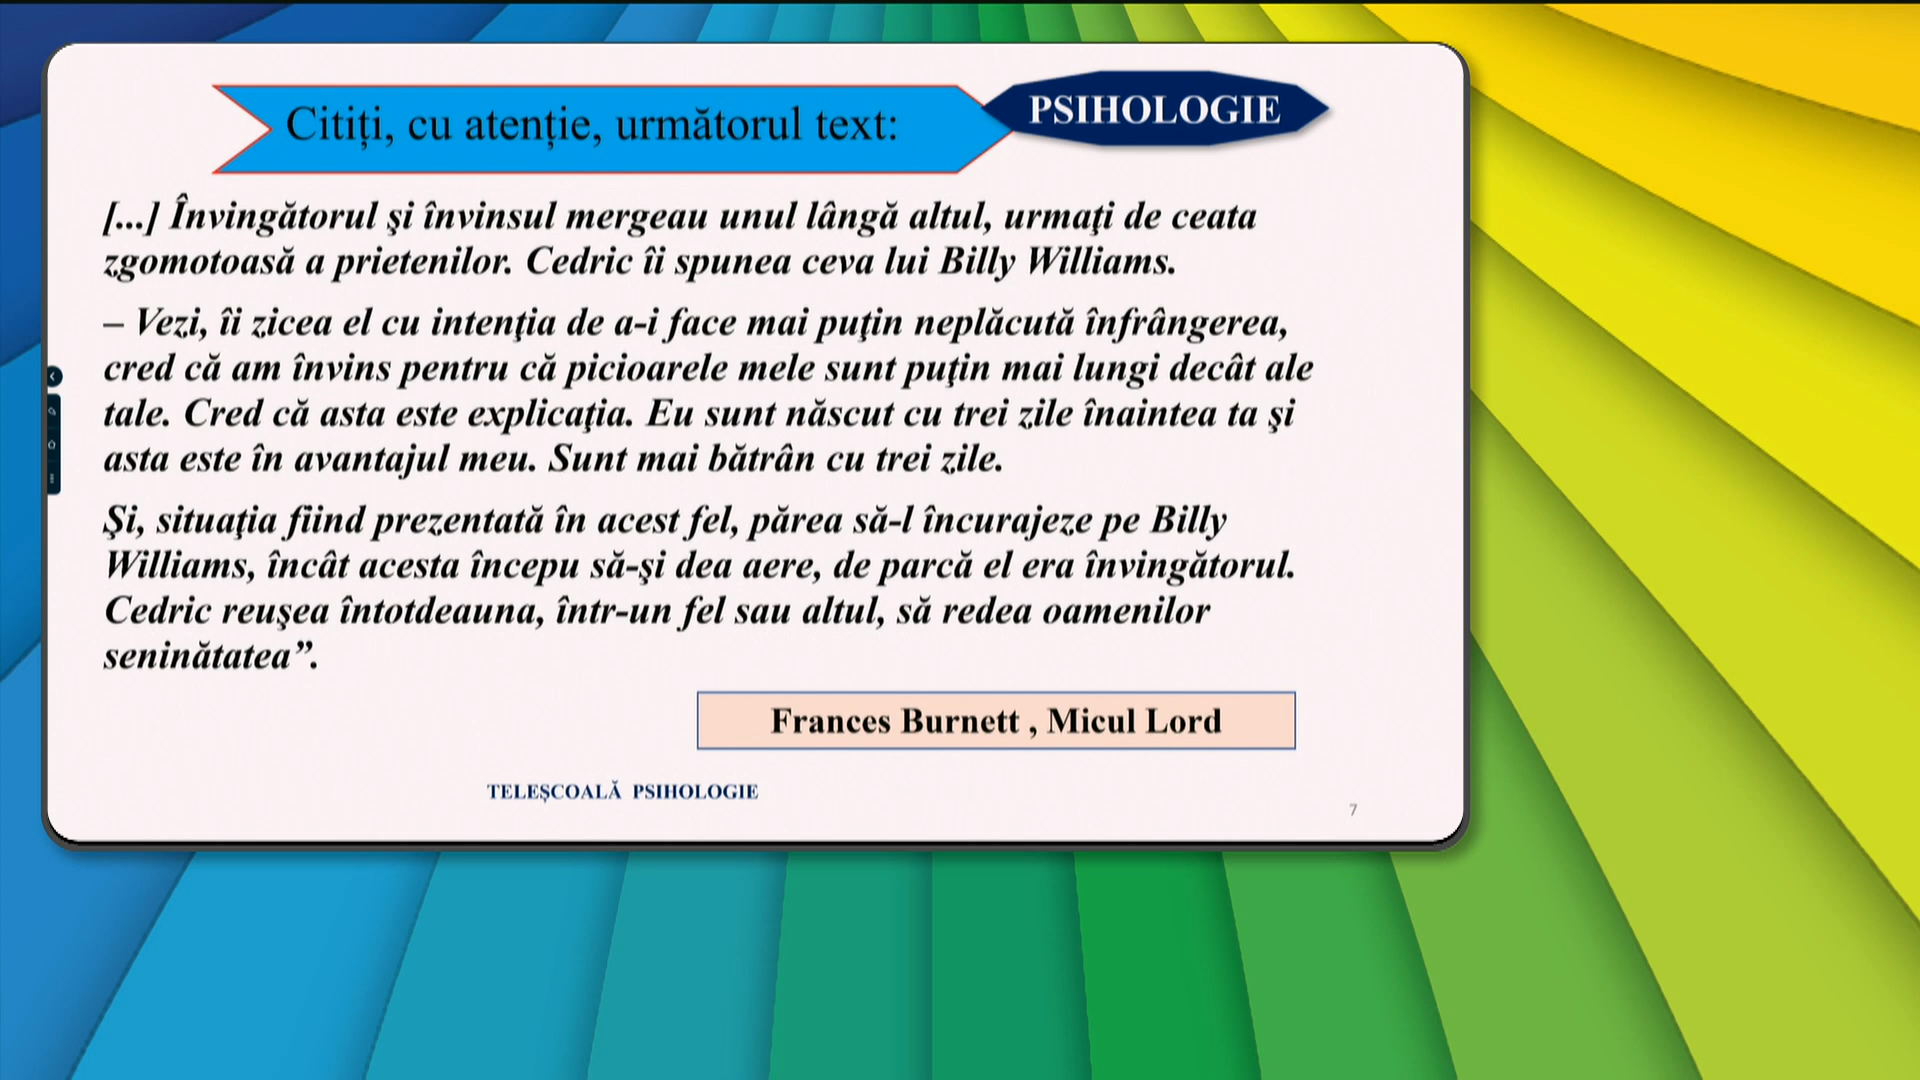 Citiți, cu atenție, următorul text:
PSIHOLOGIE
[...] Învingătorul şi învinsul mergeau unul lângă altul, urmaţi de ceata
zgomotoasă a prietenilor. Cedric îi spunea ceva lui Billy Williams.
– Vezi, îi zicea el cu intenţia de a-i face mai puţin neplăcută înfrângerea,
cred că am învins pentru că picioarele mele sunt puţin mai lungi decât ale
tale. Cred că asta este explicaţia. Eu sunt născut cu trei zile înaintea ta şi
asta este în avantajul meu. Sunt mai bătrân cu trei zile.
Şi, situaţia fiind prezentată în acest fel, părea să-l încurajeze pe Billy
Williams, încât acesta începu să-şi dea aere, de parcă el era învingătorul.
Cedric reuşea întotdeauna, într-un fel sau altul, să redea oamenilor
seninătatea”.
Frances Burnett , Micul Lord
TELEȘCOALĂ PSIHOLOGIE
7